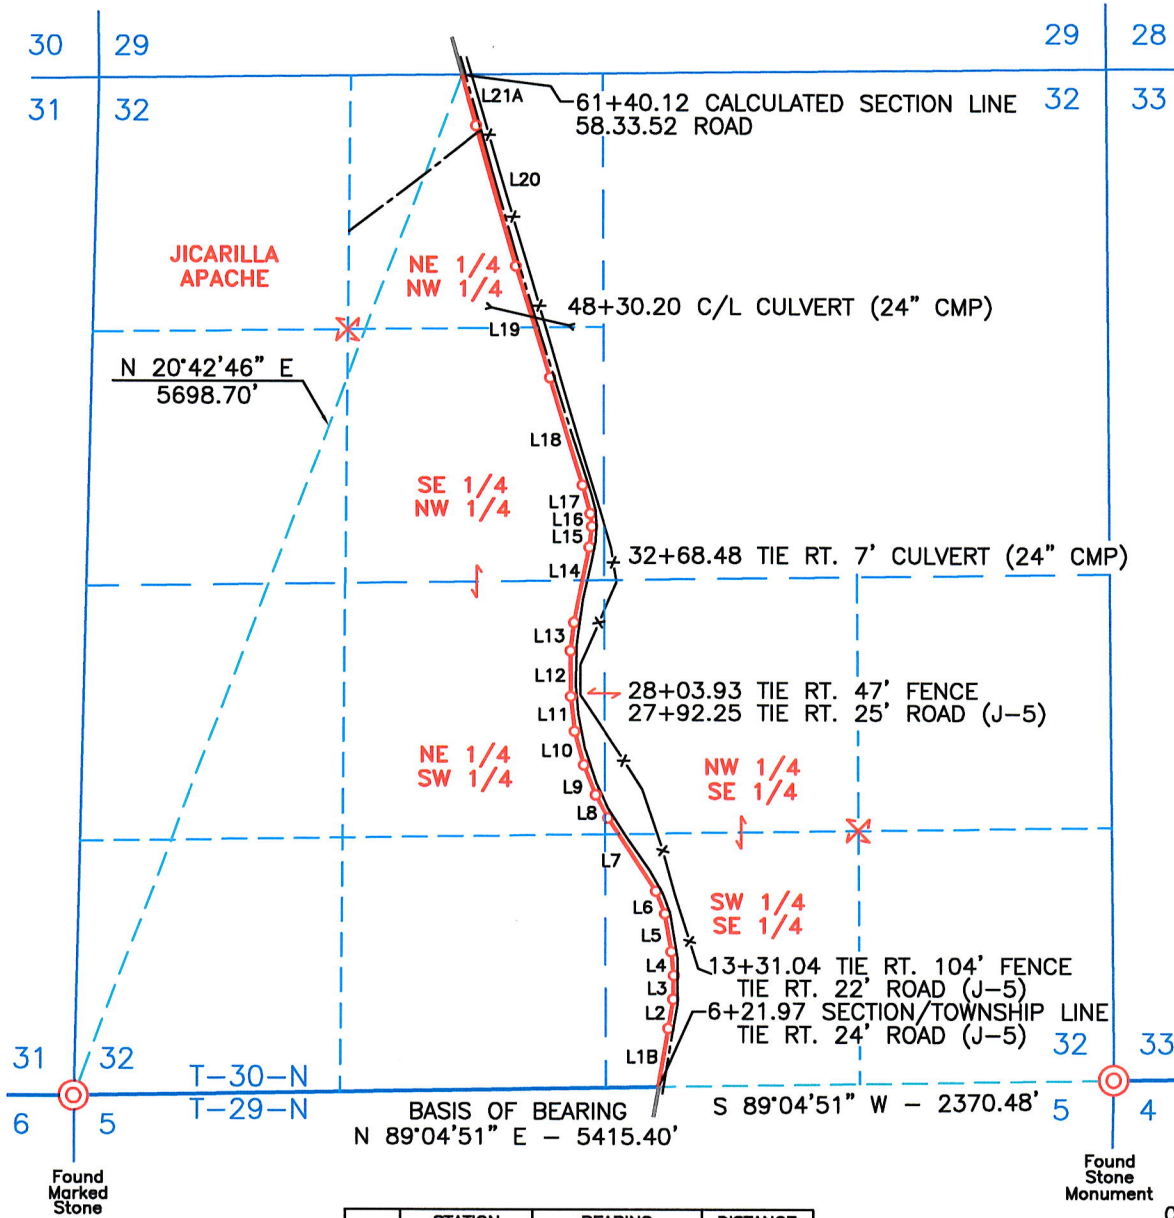 30 29
29 28
31 32
32 33
L21A
61+40.12 CALCULATED SECTION LINE
58.33.52 ROAD
L20
JICARILLA
APACHE
NE 1/4
NW 1/4
48+30.20 C/L CULVERT (24" CMP)
L19
N 20°42'46" E
5698.70'
L18
SE 1/4
NW 1/4
L17
L16
L15
32+68.48 TIE RT. 7' CULVERT (24" CMP)
L14
L13
L12
28+03.93 TIE RT. 47' FENCE
27+92.25 TIE RT. 25' ROAD (J-5)
L11
L10
NE 1/4
SW 1/4
NW 1/4
SE 1/4
L9
L8
L7
SW 1/4
SE 1/4
L6
L5
L4
13+31.04 TIE RT. 104' FENCE
TIE RT. 22' ROAD (J-5)
L3
6+21.97 SECTION/TOWNSHIP LINE
L2
TIE RT. 24' ROAD (J-5)
L1B
31 32
32 33
T-30-N
T-29-N
6 5
5 4
BASIS OF BEARING
N 89°04'51" E - 5415.40'
S 89°04'51" W - 2370.48'
Found
Marked
Stone
Found
Stone
Monument
STATION BEARING DISTANCE